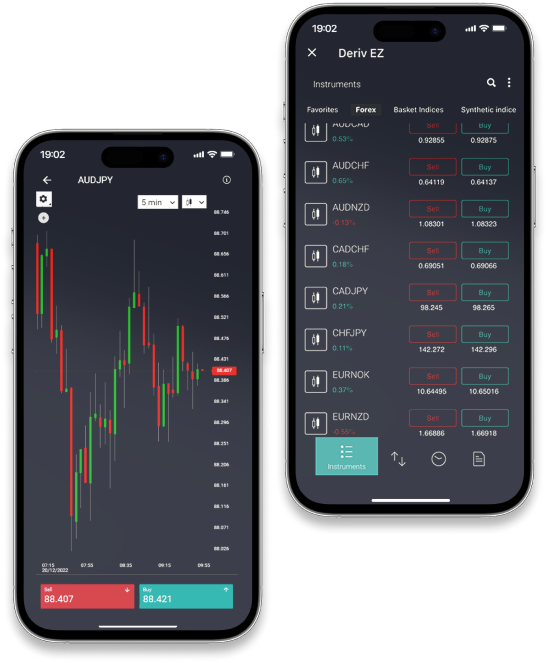 19:02
AUDJPY
5 min
88.746
88.701
88.656
88.611
88.566
88.521
88.476
88.431
88.407
88.386
88.341
88.296
88.251
88.206
88.161
88.116
88.071
88.026
07:15 07:55 08:35 09:15 09:55
20/12/2022
Sell Buy
88.407 88.421
19:02
Deriv EZ
Instruments
Favorites Forex Basket Indices Synthetic indice
AUDCAD Sell Buy
0.53% 0.92855 0.92875
AUDCHF Sell Buy
0.65% 0.64119 0.64137
AUDNZD Sell Buy
-0.13% 1.08301 1.08323
CADCHF Sell Buy
0.18% 0.69051 0.69066
CADJPY Sell Buy
0.21% 98.245 98.265
CHFJPY Sell Buy
0.11% 142.272 142.296
EURNOK Sell Buy
0.37% 10.64495 10.65016
EURNZD Sell Buy
-0.55% 1.66886 1.66918
Instruments